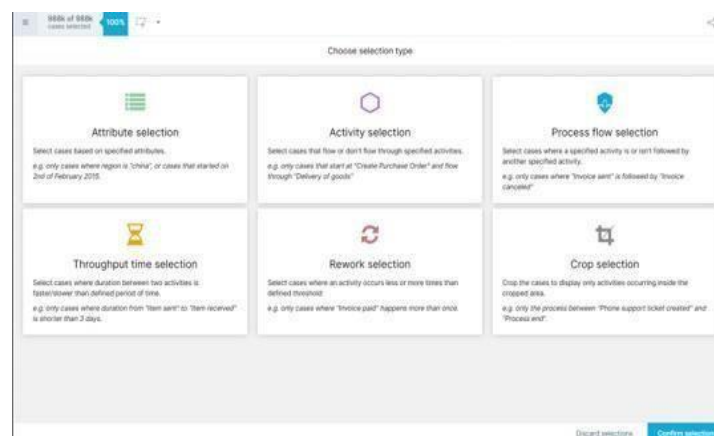 968k of 968k
cases selected
100%
Choose selection type
Attribute selection
Select cases based on specified attributes.
e.g. only cases where region is "china", or cases that started on
2nd of February 2015.
Activity selection
Select cases that flow or don't flow through specified activities.
e.g. only cases that start at "Create Purchase Order" and flow
through "Delivery of goods"
Process flow selection
Select cases where a specified activity is or isn't followed by
another specified activity.
e.g. only cases where "Invoice sent" is followed by "Invoice
canceled"
Throughput time selection
Select cases where duration between two activities is
faster/slower than defined period of time.
e.g. only cases where duration from "Item sent" to "Item received"
is shorter than 3 days.
Rework selection
Select cases where an activity occurs less or more times than
defined threshold
e.g. only cases where "Invoice paid" happens more than once.
Crop selection
Crop the cases to display only activities occurring inside the
cropped area.
e.g. only the process between "Phone support ticket created" and
"Process end".
Discard selections
Confirm selection